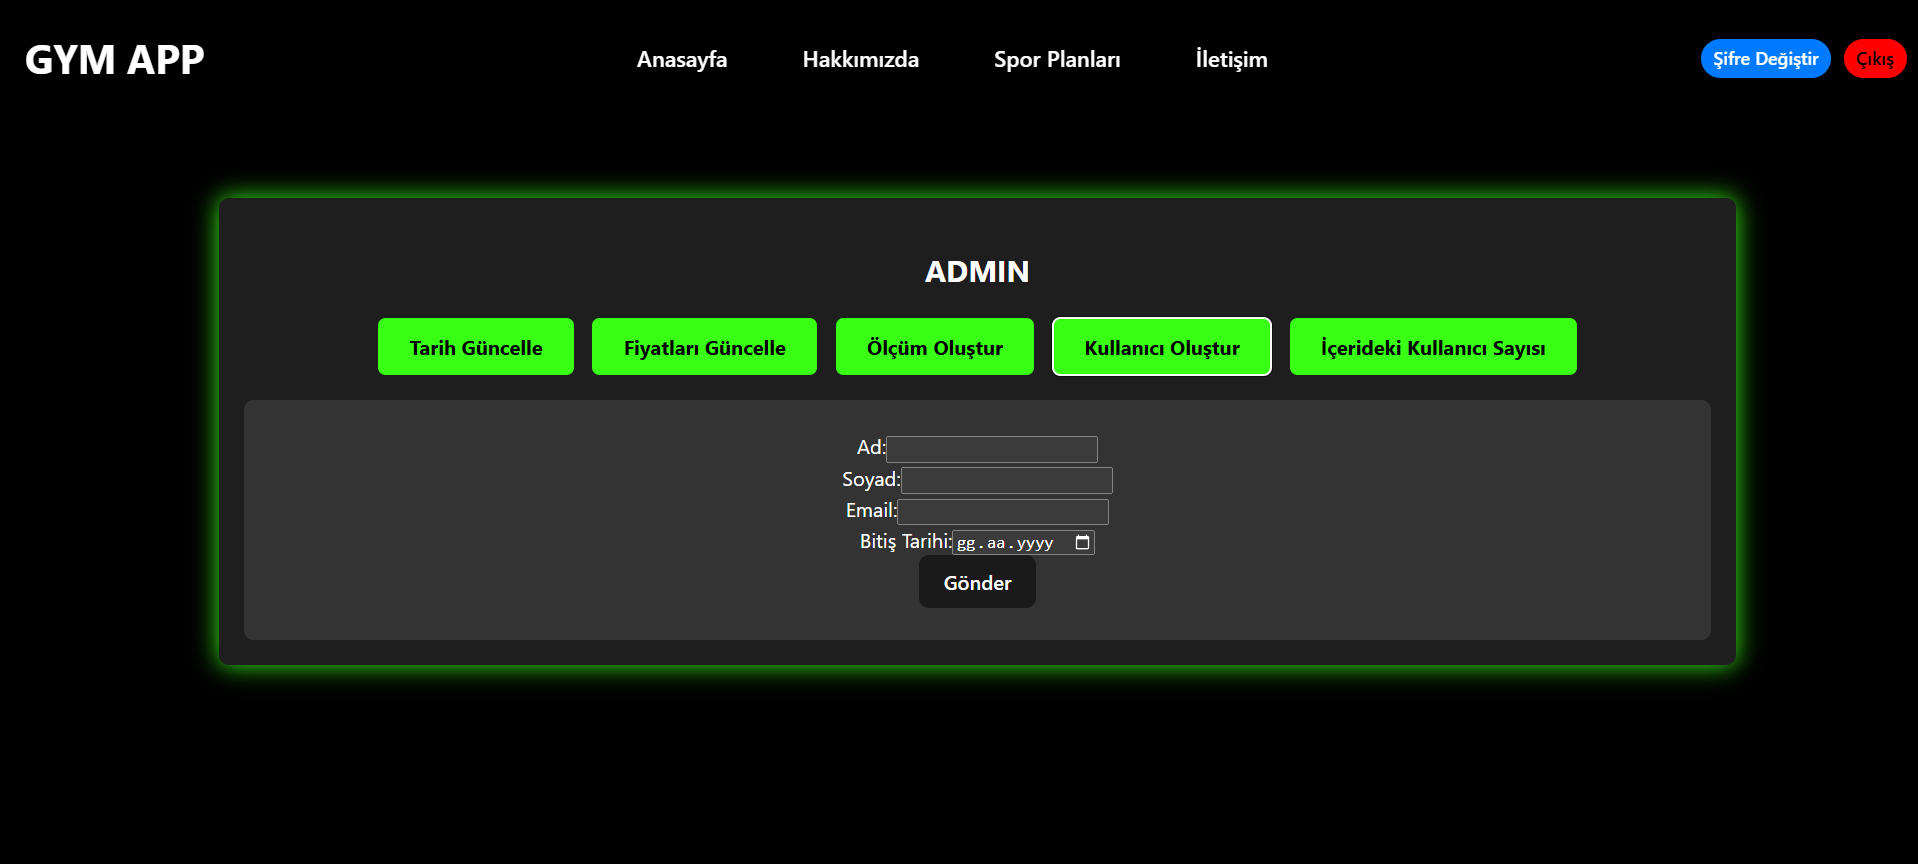 GYM APP Anasayfa Hakkımızda Spor Planları İletişim Şifre Değiştir Çıkış
ADMIN
Tarih Güncelle Fiyatları Güncelle Ölçüm Oluştur Kullanıcı Oluştur İçerideki Kullanıcı Sayısı
Ad:
Soyad:
Email:
Bitiş Tarihi: gg.aa.yyyy
Gönder